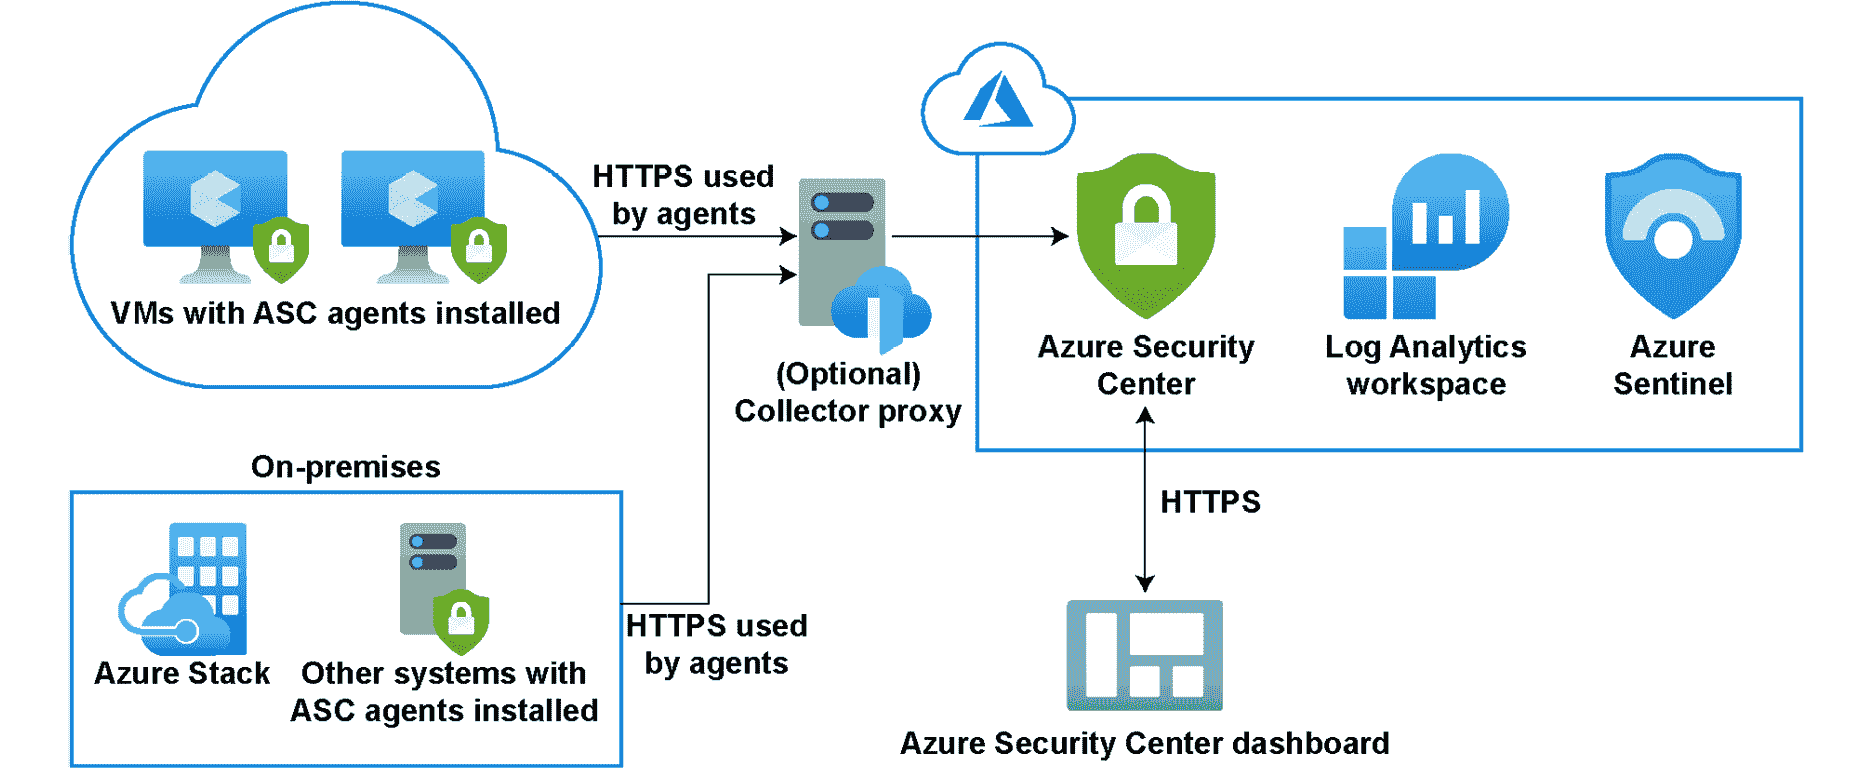 HTTPS used
by agents
VMs with ASC agents installed
(Optional)
Collector proxy
Azure Security
Center
Log Analytics
workspace
Azure
Sentinel
On-premises
Azure Stack
Other systems with
ASC agents installed
HTTPS used
by agents
HTTPS
Azure Security Center dashboard